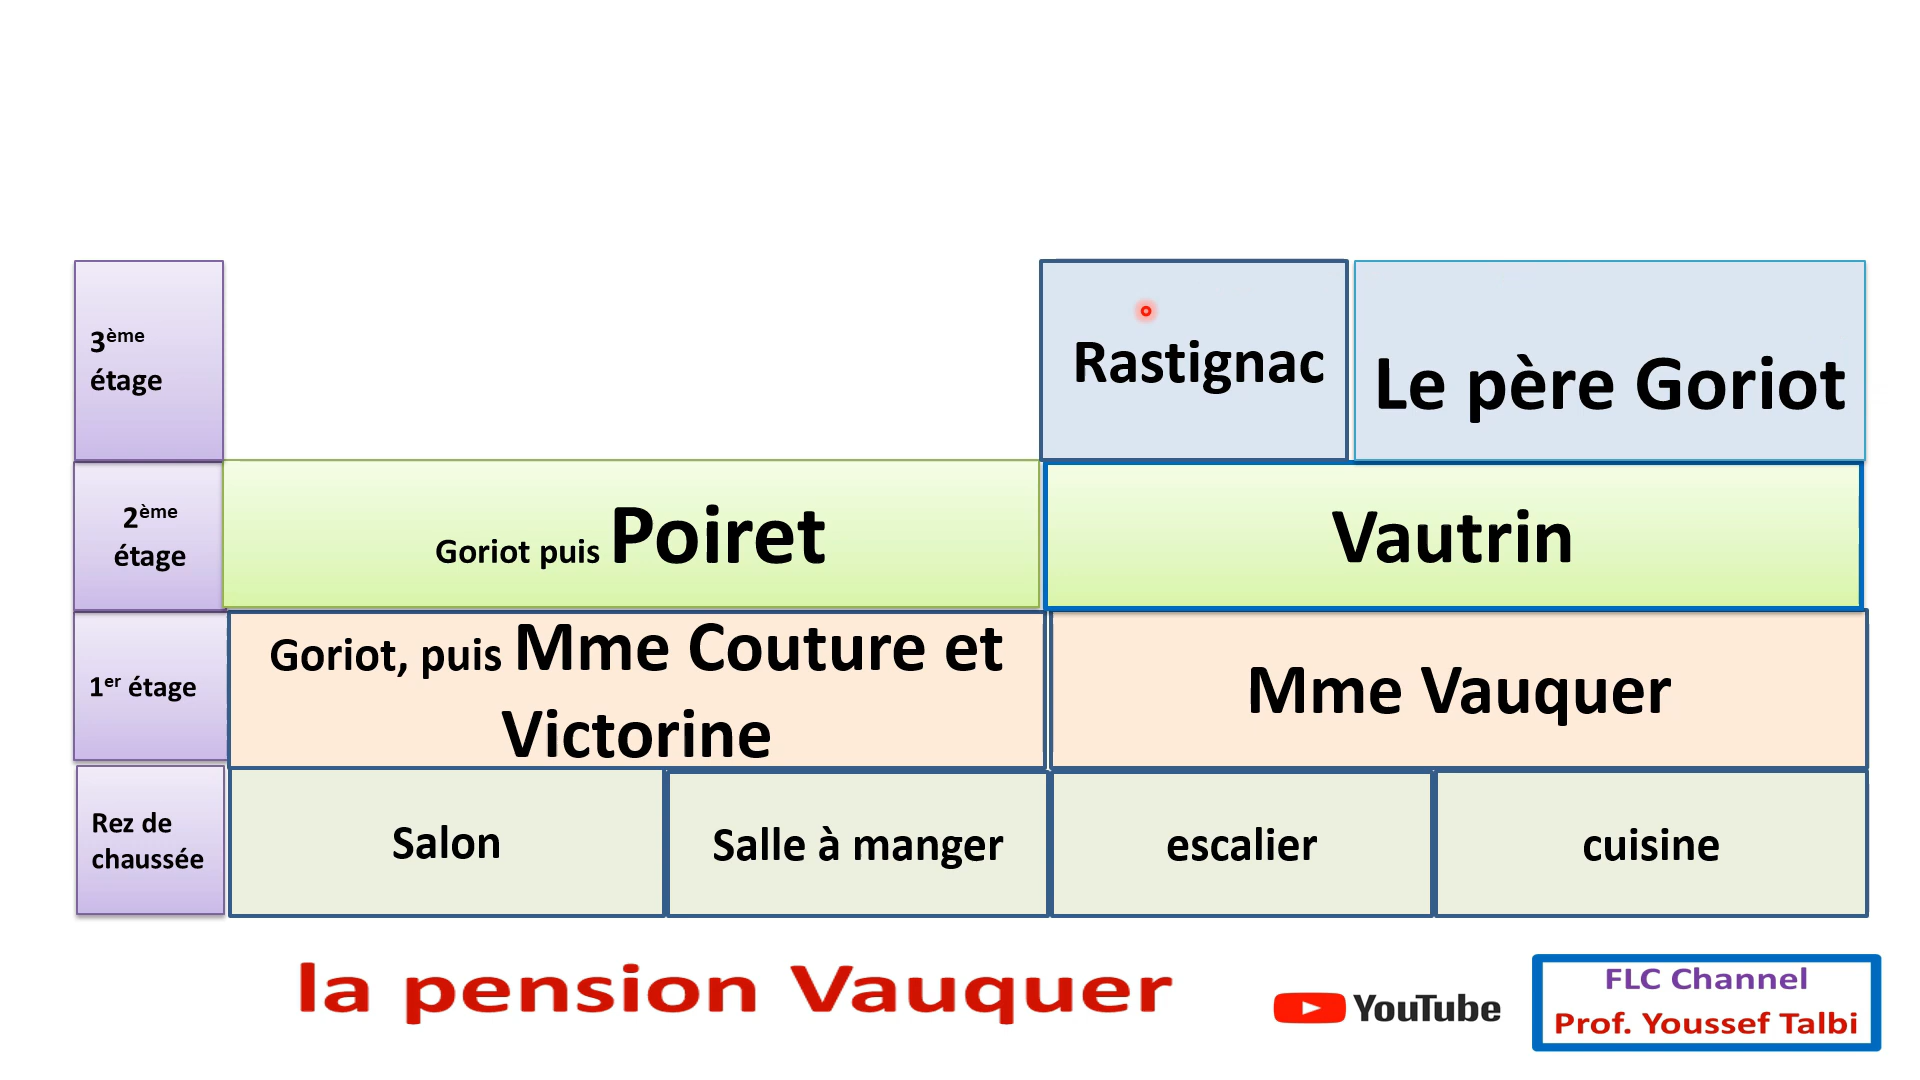 3ème
étage
Rastignac
Le père Goriot
2ème
étage
Goriot puis Poiret
Vautrin
1er étage
Goriot, puis Mme Couture et
Victorine
Mme Vauquer
Rez de
chaussée
Salon
Salle à manger
escalier
cuisine
la pension Vauquer
YouTube
FLC Channel
Prof. Youssef Talbi